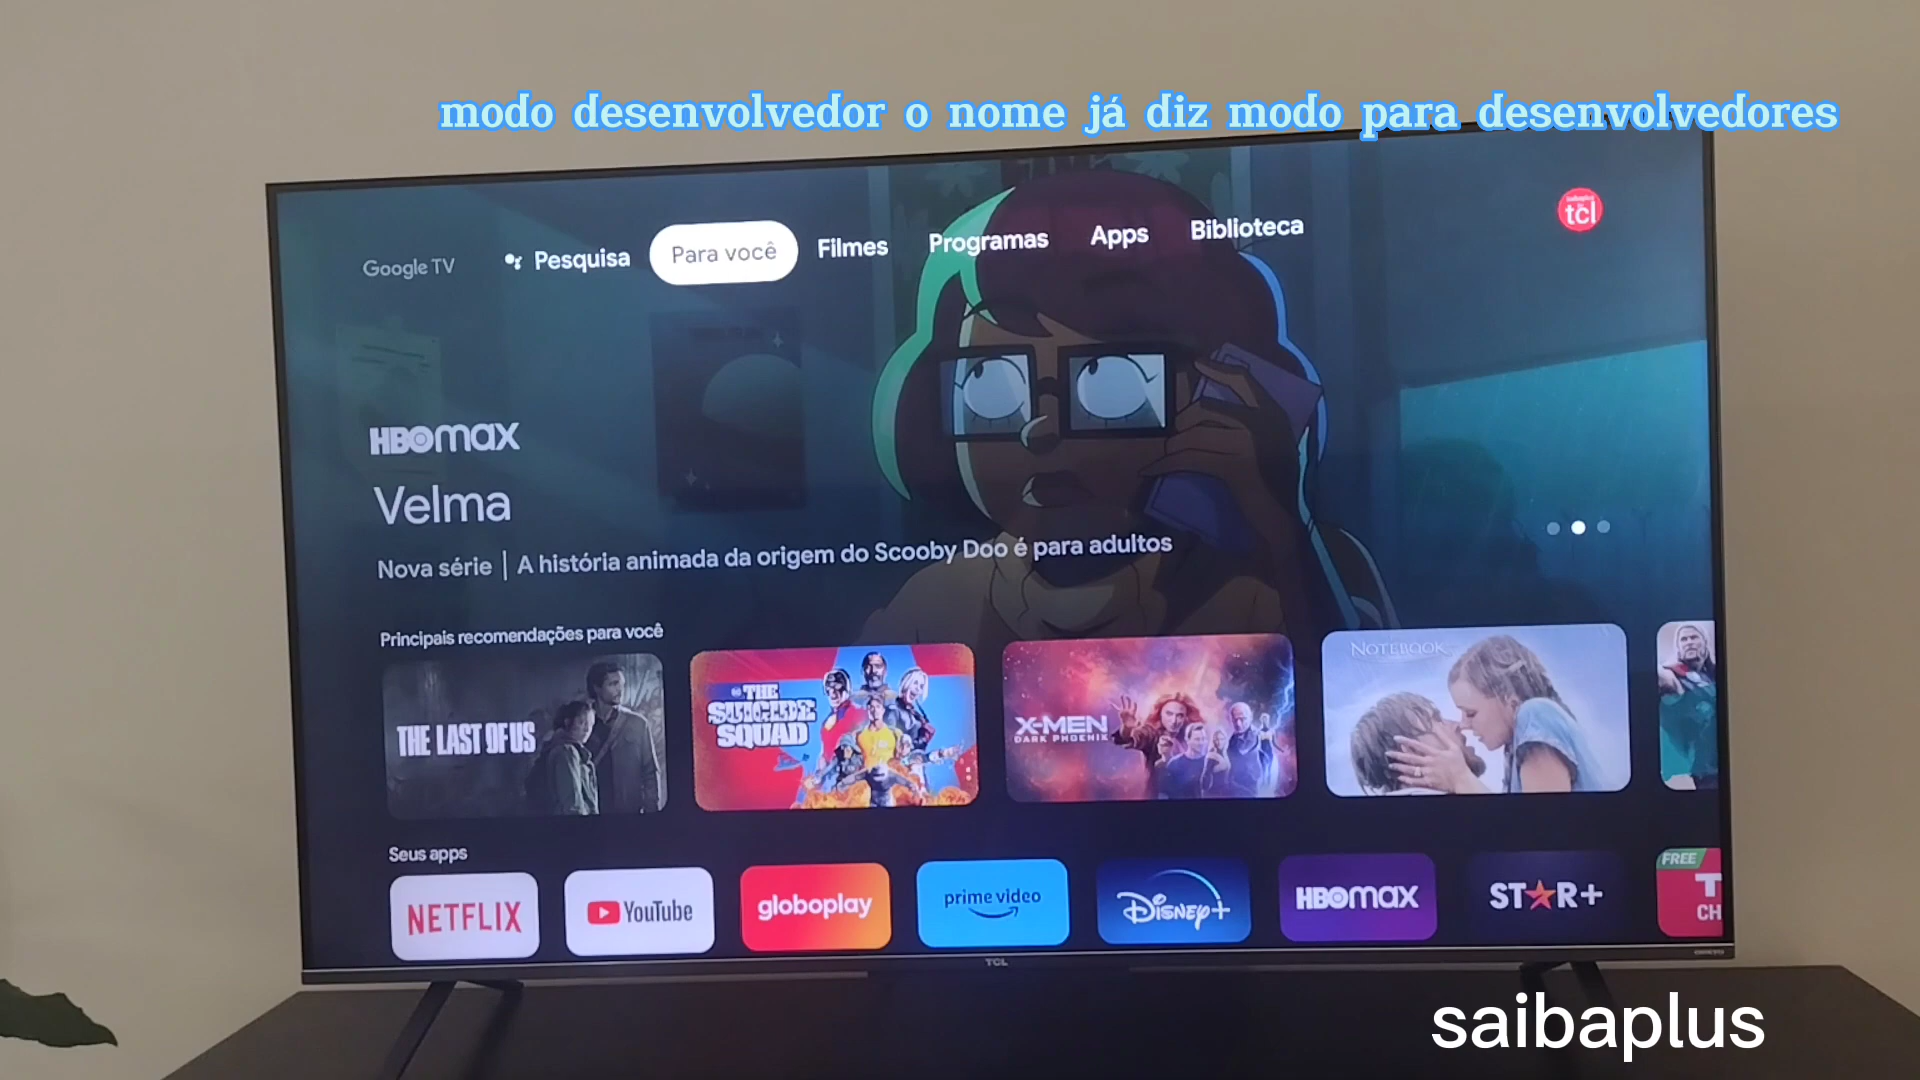 modo desenvolvedor o nome já diz modo para desenvolvedores
Google TV Pesquisa Para você Filmes Programas Apps Biblioteca
saibaplus
tcl
HBOmax
Velma
Nova série | A história animada da origem do Scooby Doo é para adultos
Principais recomendações para você
THE LAST OF US
THE
SUICIDE
SQUAD
X-MEN
DARK PHOENIX
NOTEBOOK
Seus apps
NETFLIX
YouTube
globoplay
prime video
Disney+
HBOmax
STAR+
FREE
T
CH
TCL
saibaplus